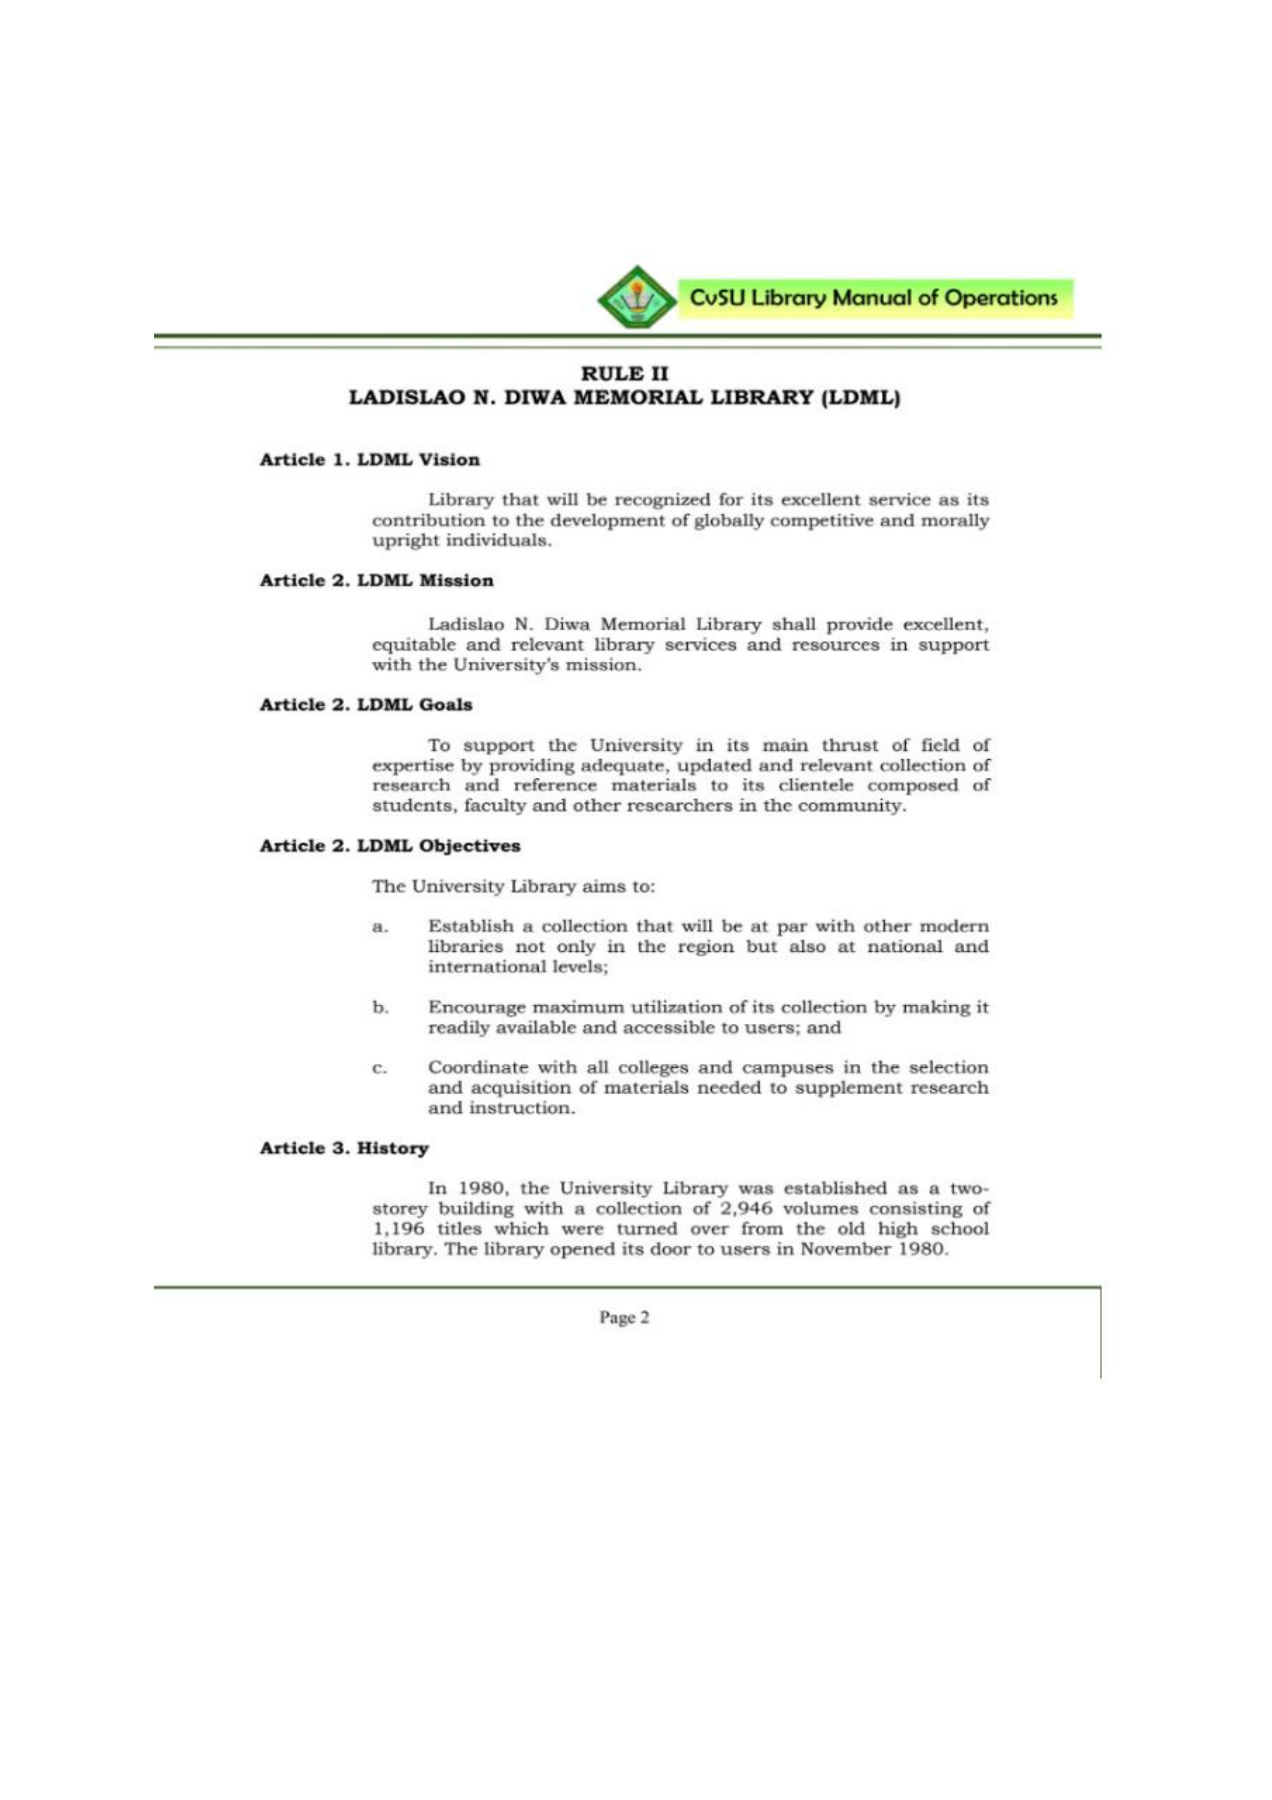 CvSU Library Manual of Operations
RULE II
LADISLAO N. DIWA MEMORIAL LIBRARY (LDML)
Article 1. LDML Vision
Library that will be recognized for its excellent service as its
contribution to the development of globally competitive and morally
upright individuals.
Article 2. LDML Mission
Ladislao N. Diwa Memorial Library shall provide excellent,
equitable and relevant library services and resources in support
with the University's mission.
Article 2. LDML Goals
To support the University in its main thrust of field of
expertise by providing adequate, updated and relevant collection of
research and reference materials to its clientele composed of
students, faculty and other researchers in the community.
Article 2. LDML Objectives
The University Library aims to:
a. Establish a collection that will be at par with other modern
libraries not only in the region but also at national and
international levels;
b. Encourage maximum utilization of its collection by making it
readily available and accessible to users; and
c. Coordinate with all colleges and campuses in the selection
and acquisition of materials needed to supplement research
and instruction.
Article 3. History
In 1980, the University Library was established as a two-
storey building with a collection of 2,946 volumes consisting of
1,196 titles which were turned over from the old high school
library. The library opened its door to users in November 1980.
Page 2